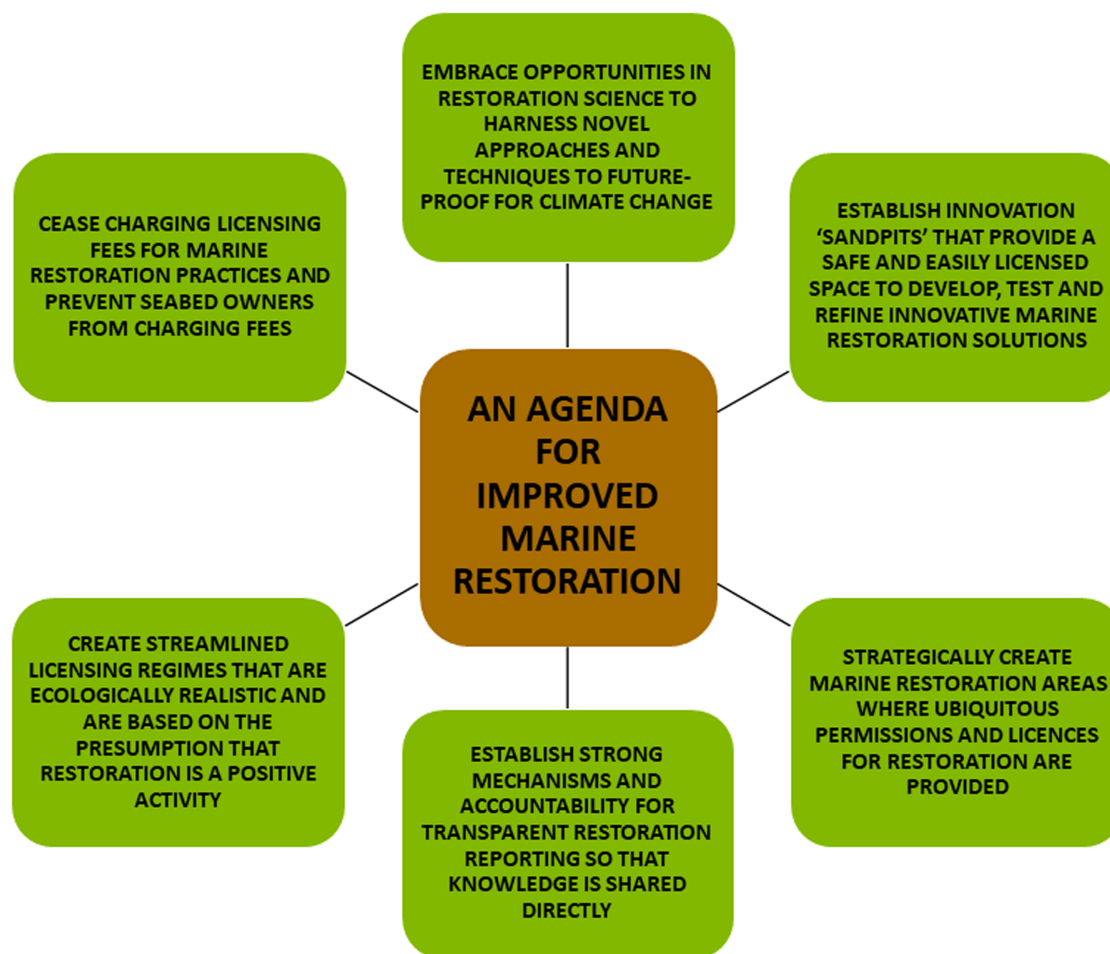 EMBRACE OPPORTUNITIES IN
RESTORATION SCIENCE TO
HARNESS NOVEL
APPROACHES AND
TECHNIQUES TO FUTURE-
PROOF FOR CLIMATE CHANGE
CEASE CHARGING LICENSING
FEES FOR MARINE
RESTORATION PRACTICES AND
PREVENT SEABED OWNERS
FROM CHARGING FEES
ESTABLISH INNOVATION
‘SANDPITS’ THAT PROVIDE A
SAFE AND EASILY LICENSED
SPACE TO DEVELOP, TEST AND
REFINE INNOVATIVE MARINE
RESTORATION SOLUTIONS
AN AGENDA
FOR
IMPROVED
MARINE
RESTORATION
CREATE STREAMLINED
LICENSING REGIMES THAT ARE
ECOLOGICALLY REALISTIC AND
ARE BASED ON THE
PRESUMPTION THAT
RESTORATION IS A POSITIVE
ACTIVITY
STRATEGICALLY CREATE
MARINE RESTORATION AREAS
WHERE UBIQUITOUS
PERMISSIONS AND LICENCES
FOR RESTORATION ARE
PROVIDED
ESTABLISH STRONG
MECHANISMS AND
ACCOUNTABILITY FOR
TRANSPARENT RESTORATION
REPORTING SO THAT
KNOWLEDGE IS SHARED
DIRECTLY